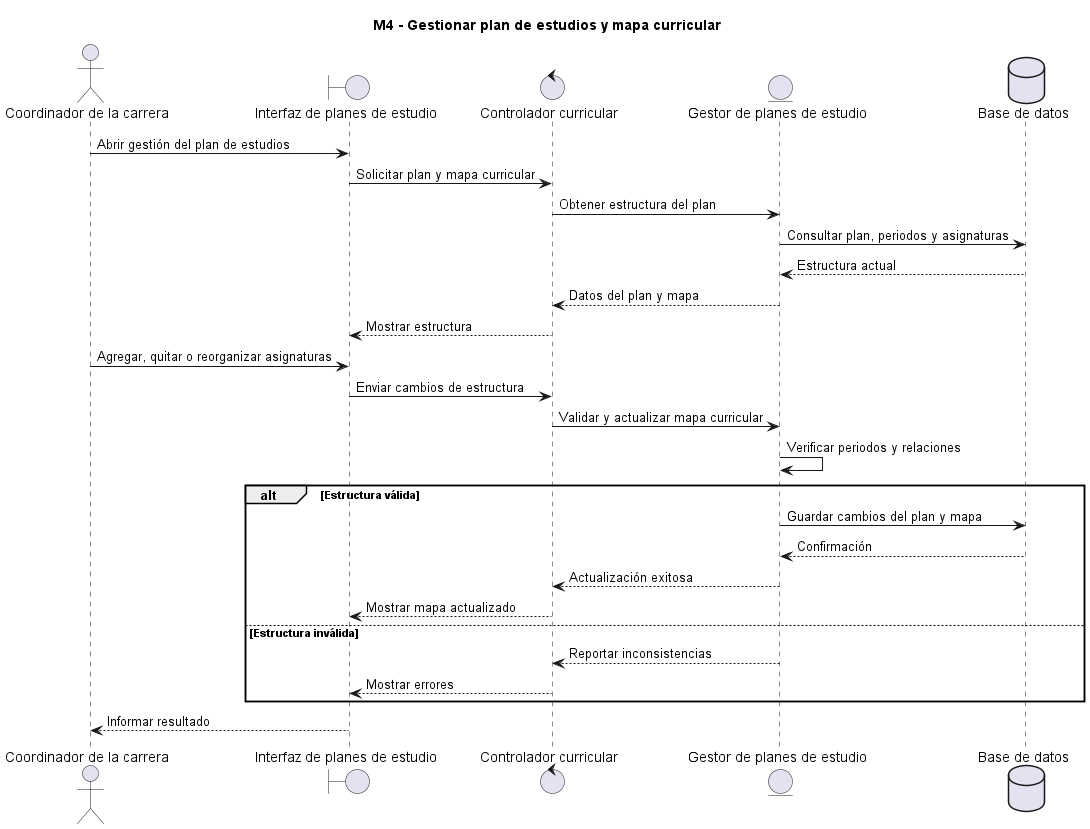 M4 - Gestionar plan de estudios y mapa curricular
Coordinador de la carrera
Interfaz de planes de estudio
Controlador curricular
Gestor de planes de estudio
Base de datos
Abrir gestión del plan de estudios
Solicitar plan y mapa curricular
Obtener estructura del plan
Consultar plan, periodos y asignaturas
Estructura actual
Datos del plan y mapa
Mostrar estructura
Agregar, quitar o reorganizar asignaturas
Enviar cambios de estructura
Validar y actualizar mapa curricular
Verificar periodos y relaciones
alt
[Estructura válida]
Guardar cambios del plan y mapa
Confirmación
Actualización exitosa
Mostrar mapa actualizado
[Estructura inválida]
Reportar inconsistencias
Mostrar errores
Informar resultado
Coordinador de la carrera
Interfaz de planes de estudio
Controlador curricular
Gestor de planes de estudio
Base de datos